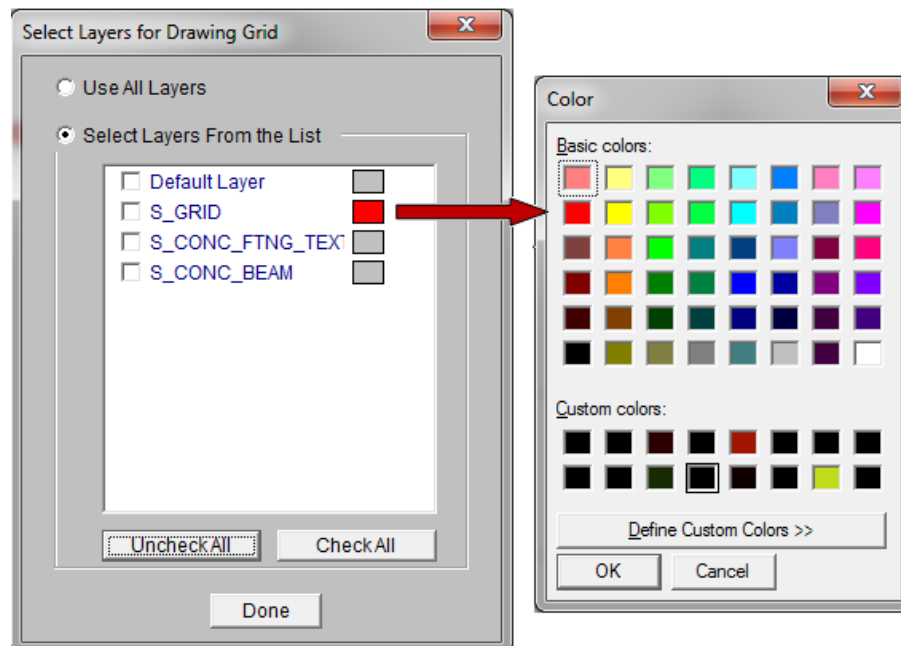 Select Layers for Drawing Grid
Use All Layers
Select Layers From the List
Default Layer
S_GRID
S_CONC_FTNG_TEXT
S_CONC_BEAM
Uncheck All
Check All
Done
Color
Basic colors:
Custom colors:
Define Custom Colors >>
OK
Cancel